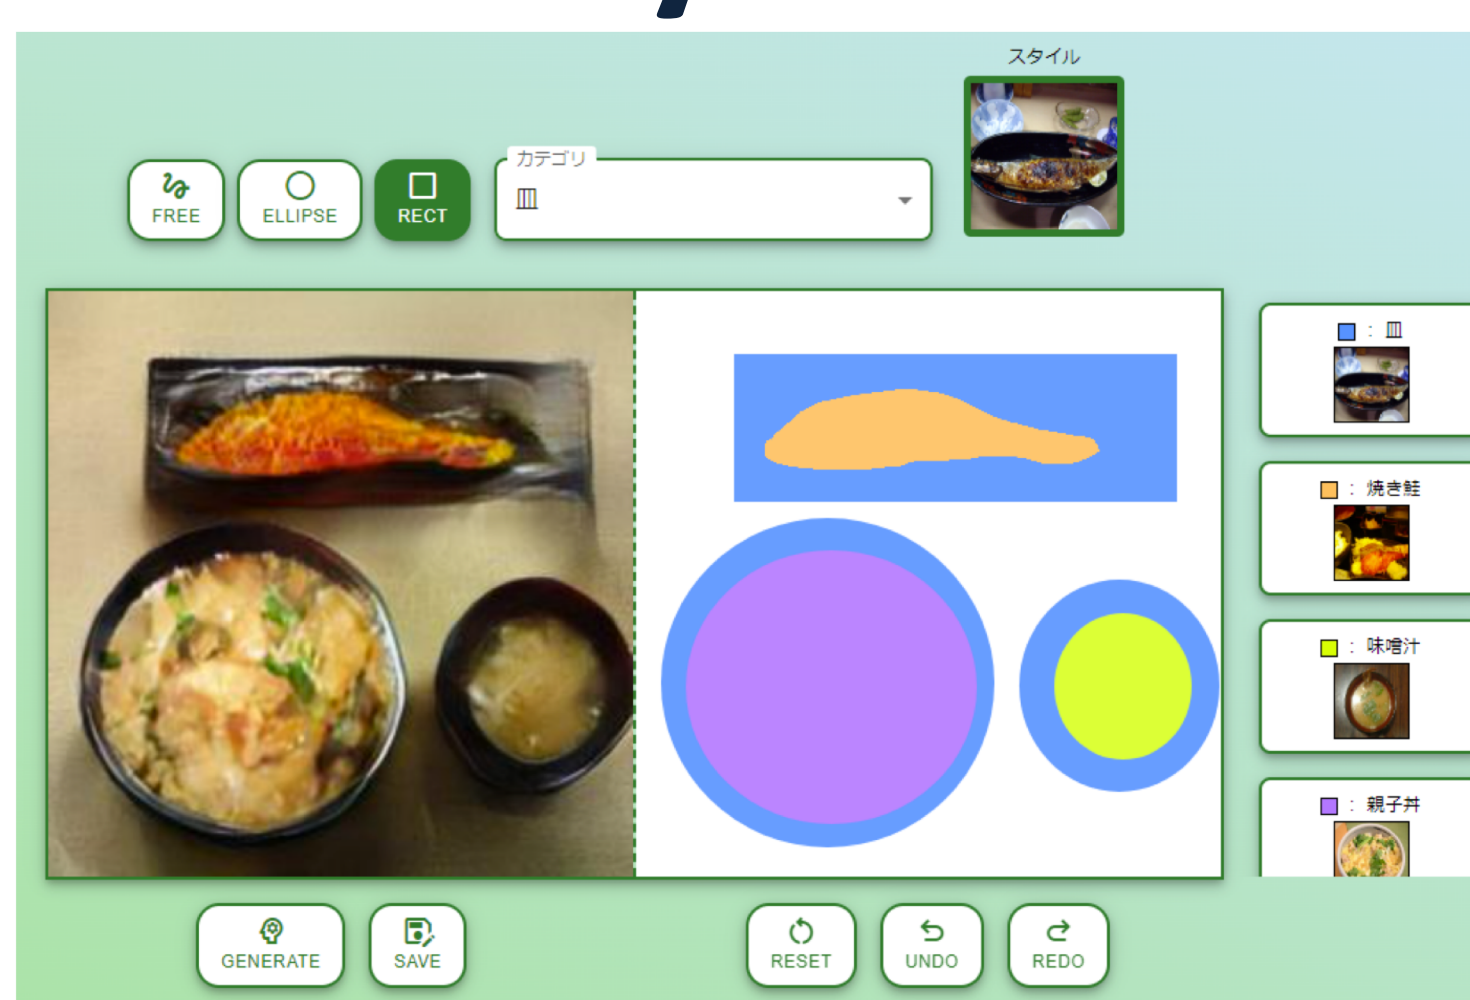 スタイル
カテゴリ
FREE
ELLIPSE
RECT
皿
: 皿
: 焼き鮭
: 味噌汁
: 親子丼
GENERATE
SAVE
RESET
UNDO
REDO